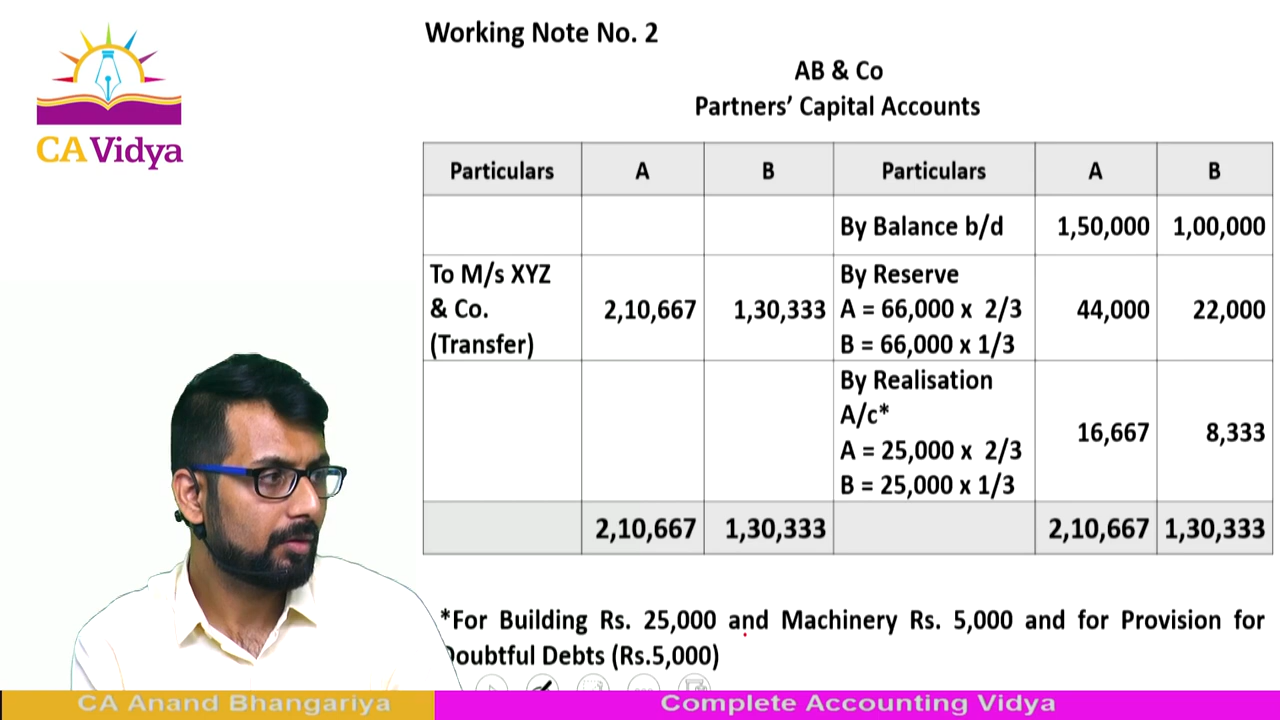 Working Note No. 2
AB & Co
Partners’ Capital Accounts
CA Vidya
Particulars A B Particulars A B
By Balance b/d 1,50,000 1,00,000
To M/s XYZ
& Co.
(Transfer)
2,10,667 1,30,333
By Reserve
A = 66,000 x 2/3
B = 66,000 x 1/3
44,000 22,000
By Realisation
A/c*
A = 25,000 x 2/3
B = 25,000 x 1/3
16,667 8,333
2,10,667 1,30,333 2,10,667 1,30,333
*For Building Rs. 25,000 and Machinery Rs. 5,000 and for Provision for
Doubtful Debts (Rs.5,000)
CA Anand Bhangariya
Complete Accounting Vidya